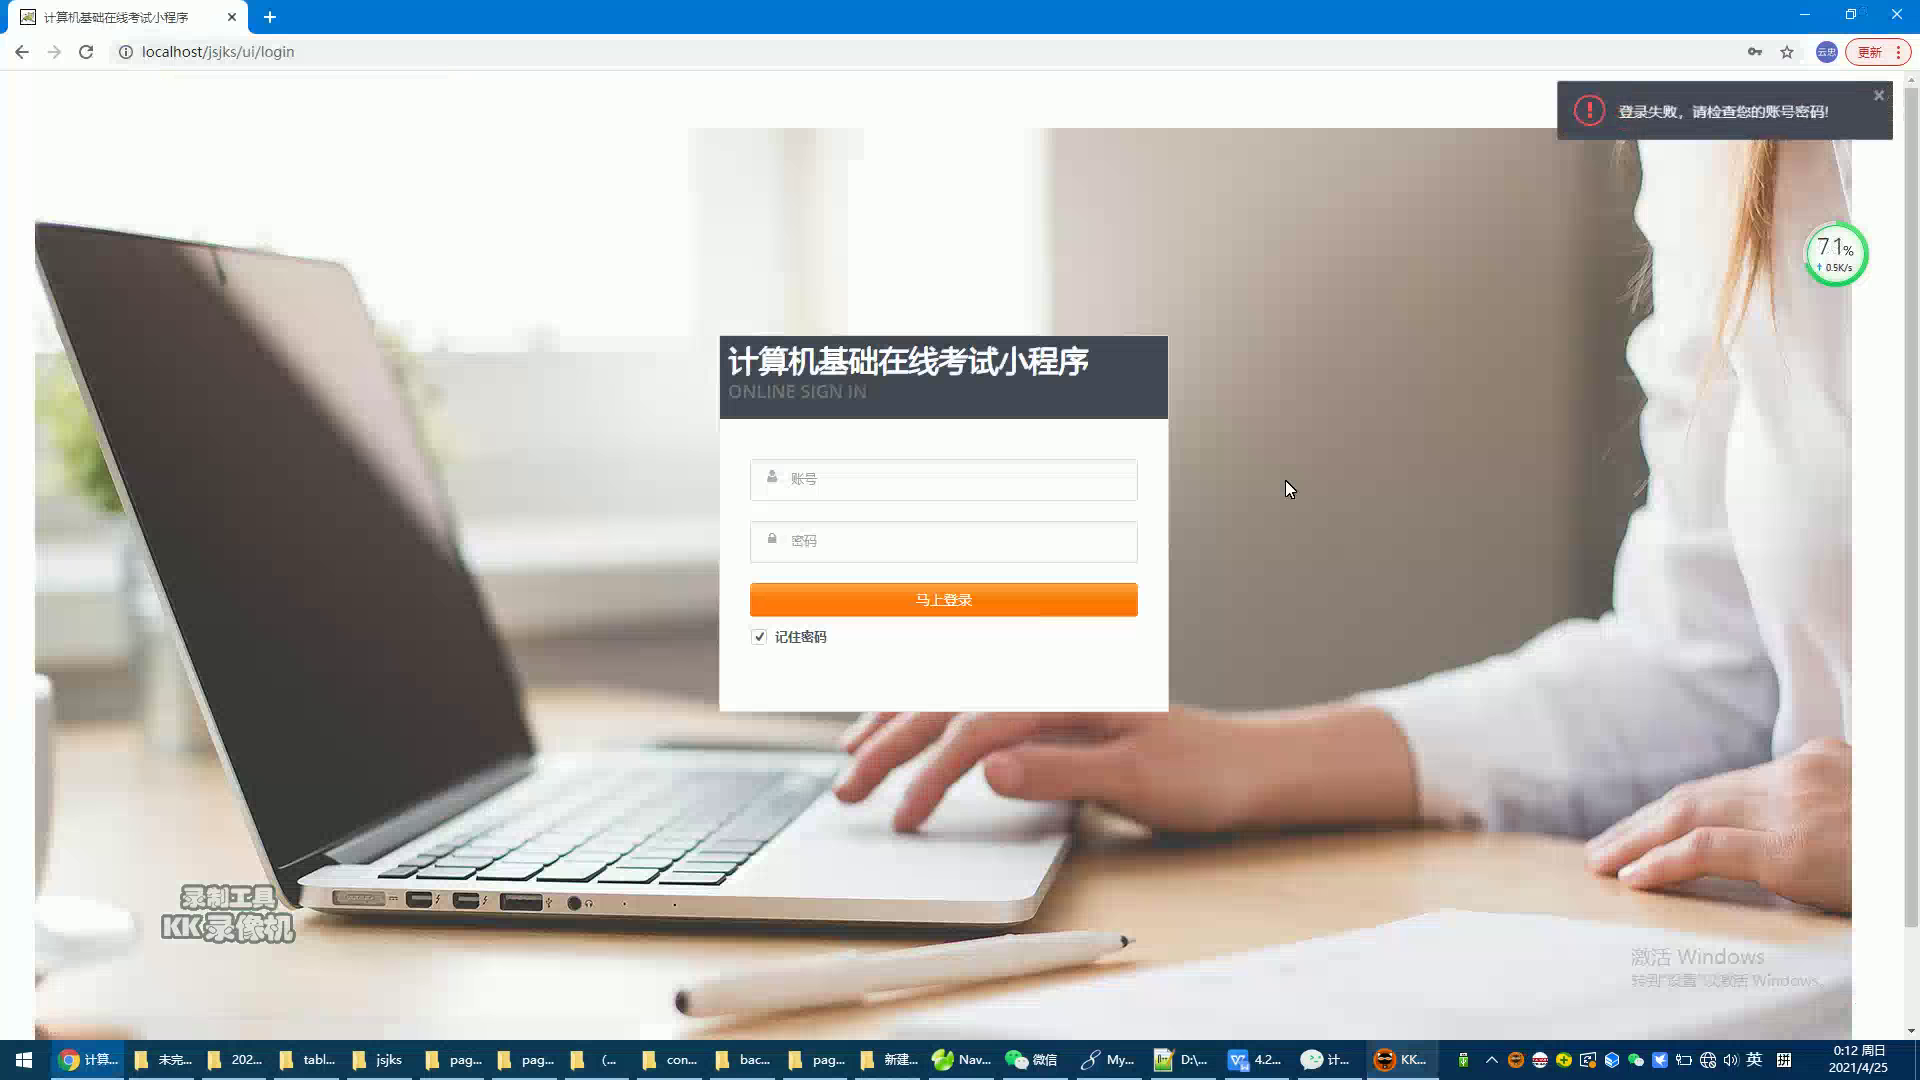 计算机基础在线考试小程序
localhost/jsjks/ui/login
更新
登录失败，请检查您的账号密码!
71%
0.5K/s
计算机基础在线考试小程序
ONLINE SIGN IN
账号
密码
马上登录
记住密码
录制工具
KK录像机
激活 Windows
转到"设置"以激活 Windows。
计算...
未完...
202...
tabl...
jsjks
pag...
pag...
(...
con...
bac...
pag...
新建...
Nav...
微信
My...
D:\...
4.2...
计...
KK...
英
0:12 周日
2021/4/25